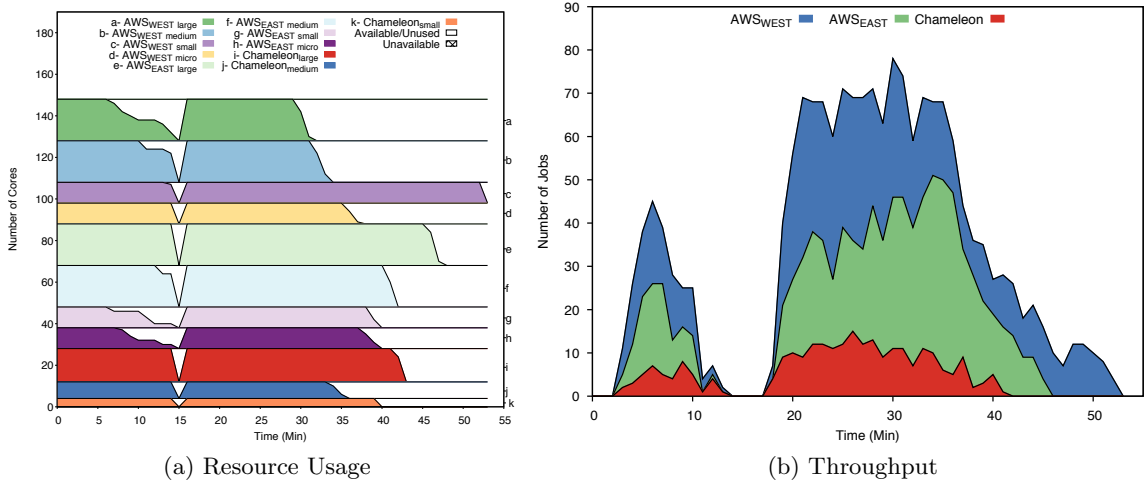 a- AWSWEST large f- AWSEAST medium k- Chameleonsmall
b- AWSWEST medium g- AWSEAST small Available/Unused
c- AWSWEST small h- AWSEAST micro Unavailable
d- AWSWEST micro i- Chameleonlarge
e- AWSEAST large j- Chameleonmedium
180
160
140
120
100
80
60
40
20
0
Number of Cores
a
b
c
d
e
f
g
h
i
j
k
0 5 10 15 20 25 30 35 40 45 50 55
Time (Min)
(a) Resource Usage
AWSWEST AWSEAST Chameleon
90
80
70
60
50
40
30
20
10
0
Number of Jobs
0 10 20 30 40 50
Time (Min)
(b) Throughput